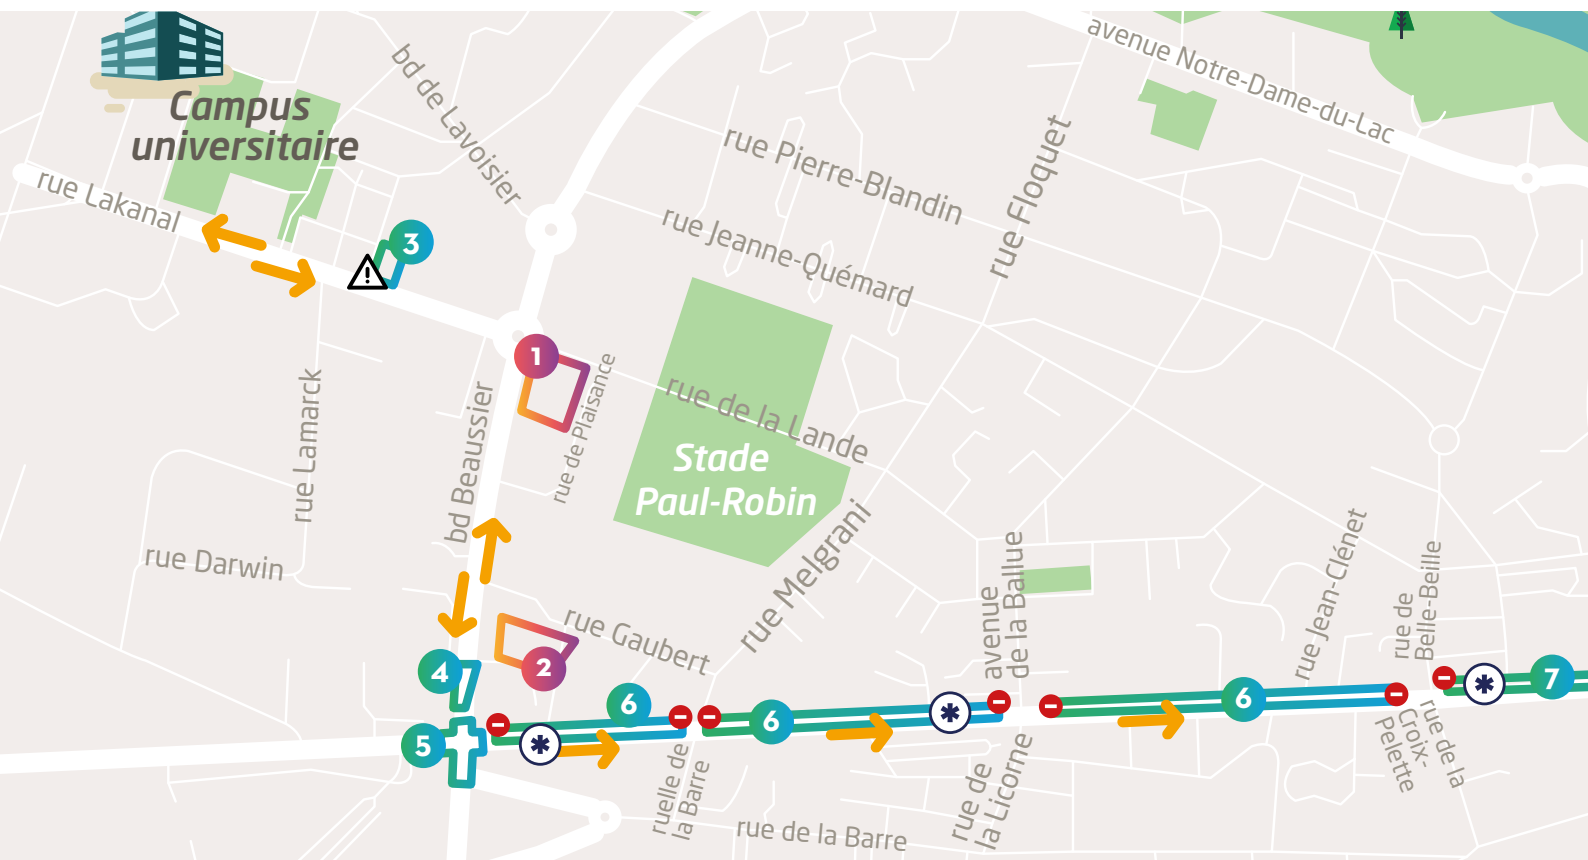 Campus
universitaire
rue Lakanal
bd de Lavoisier
avenue Notre-Dame-du-Lac
rue Pierre-Blandin
rue Floquet
rue Jeanne-Quémard
3
!
1
rue de Plaisance
rue de la Lande
Stade
Paul-Robin
rue Lamarck
bd Beaussier
rue Darwin
rue Melgrani
rue Gaubert
avenue
de la Ballue
rue Jean-Clénet
rue de
Belle-Beille
4
2
5
6
*
6
*
6
*
7
ruelle de
la Barre
rue de la Barre
rue de
la Licorne
rue de la
Croix-
Pelette